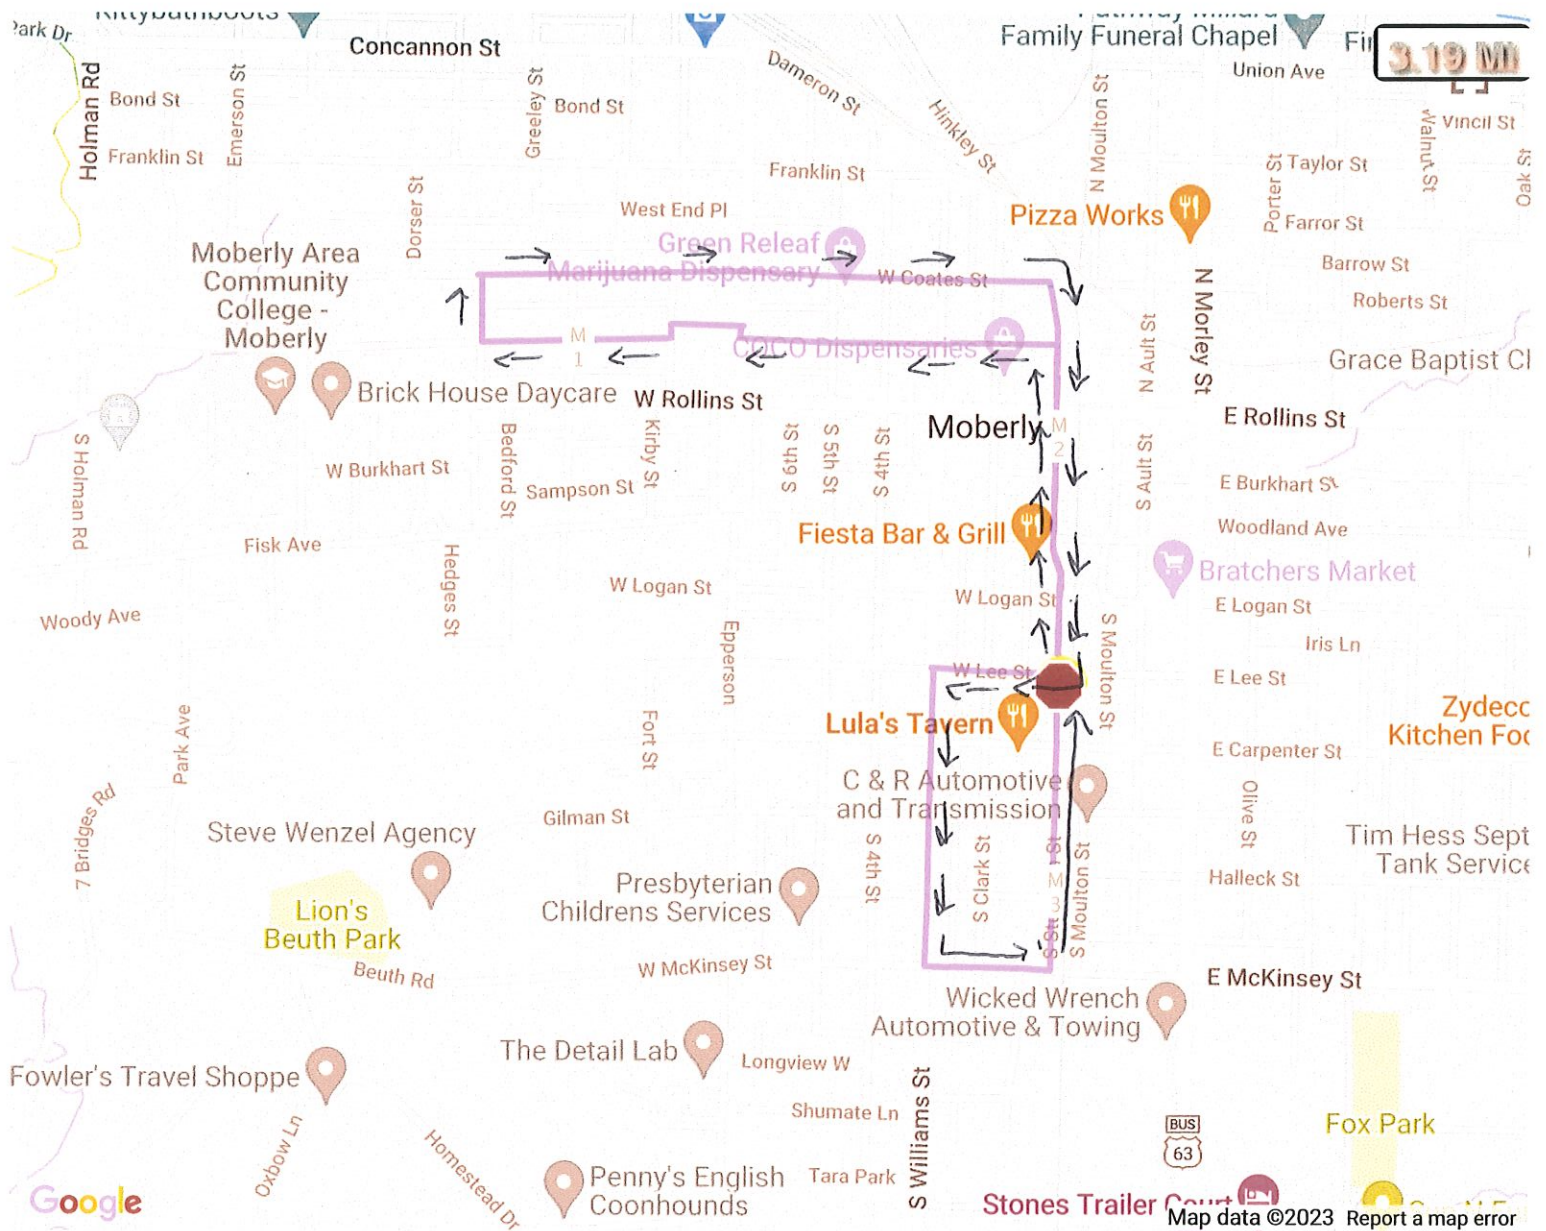 Park Dr
Concannon St
Family Funeral Chapel
3.19 MI
Union Ave
Holman Rd
Bond St
Emerson St
Greeley St
Bond St
Dameron St
Hinkley St
N Moulton St
Walnut St
Vincil St
Franklin St
Franklin St
Porter St
Taylor St
Oak St
Dorser St
West End Pl
Pizza Works
Farror St
Moberly Area
Community
College -
Moberly
Green Releaf
Marijuana Dispensary
W Coates St
Barrow St
N Morley St
Roberts St
M
1
COCO Dispensaries
N Ault St
Grace Baptist
Brick House Daycare
W Rollins St
Moberly
M
2
E Rollins St
S Holman Rd
W Burkhart St
Bedford St
Sampson St
Kirby St
S 5th St
S 4th St
S Ault St
E Burkhart St
Fisk Ave
Fiesta Bar & Grill
Woodland Ave
Hedges St
W Logan St
W Logan St
Bratchers Market
Woody Ave
E Logan St
Epperson
S Moulton St
Iris Ln
W Lee St
E Lee St
Park Ave
Fort St
Lula's Tavern
E Carpenter St
Kitchen
7 Bridges Rd
C & R Automotive
and Transmission
Olive St
Steve Wenzel Agency
Gilman St
S 4th St
S Clark St
S Moulton St
Tim Hess Sept
Tank Service
Halleck St
M
3
Presbyterian
Childrens Services
Lion's
Beuth Park
Beuth Rd
W McKinsey St
E McKinsey St
Wicked Wrench
Automotive & Towing
The Detail Lab
Longview W
Fowler's Travel Shoppe
Shumate Ln
S Williams St
Oxbow Ln
Homestead Dr
BUS
63
Fox Park
Penny's English
Coonhounds
Tara Park
Google
Stones Trailer Court
Map data ©2023 Report a map error